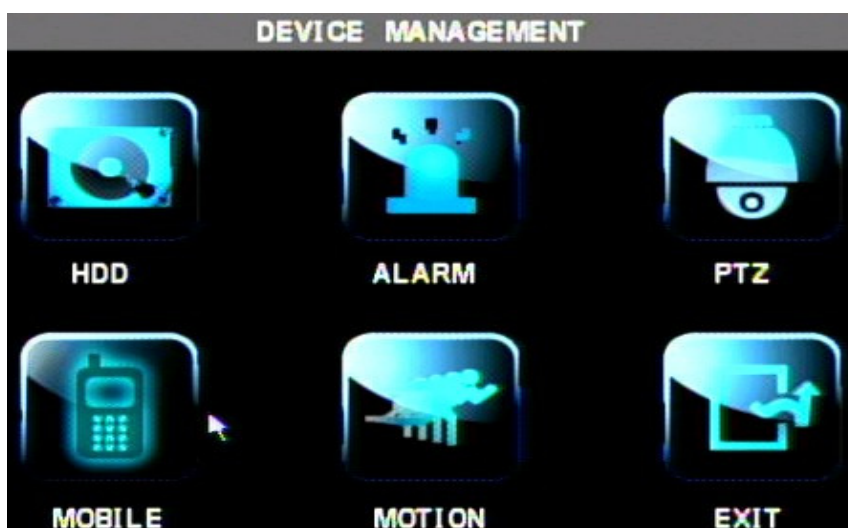 DEVICE MANAGEMENT
HDD ALARM PTZ
MOBILE MOTION EXIT